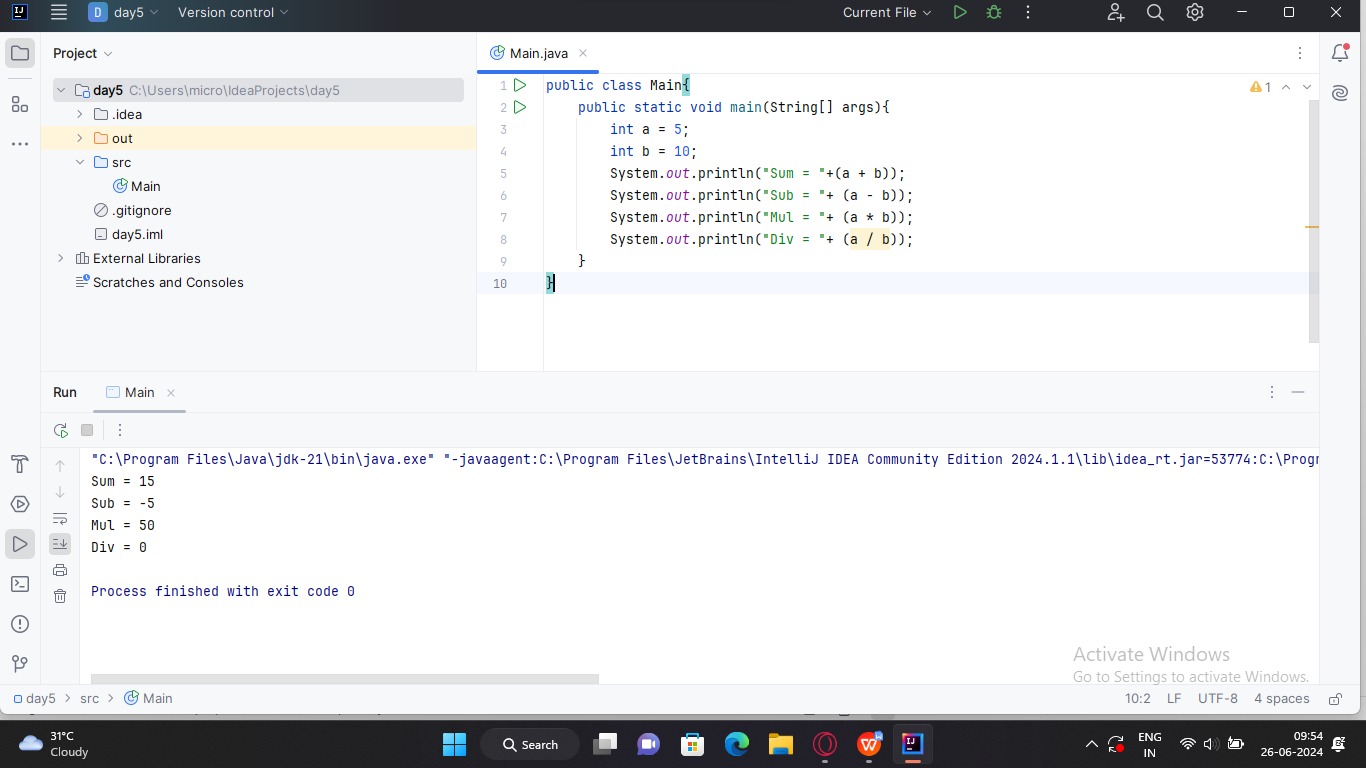 day5
Version control
Current File
Project
day5 C:\Users\micro\IdeaProjects\day5
.idea
out
src
Main
.gitignore
day5.iml
External Libraries
Scratches and Consoles
Main.java
1
1 public class Main{
2 public static void main(String[] args){
3 int a = 5;
4 int b = 10;
5 System.out.println("Sum = "+(a + b));
6 System.out.println("Sub = "+ (a - b));
7 System.out.println("Mul = "+ (a * b));
8 System.out.println("Div = "+ (a / b));
9 }
10 }
Run Main
"C:\Program Files\Java\jdk-21\bin\java.exe" "-javaagent:C:\Program Files\JetBrains\IntelliJ IDEA Community Edition 2024.1.1\lib\idea_rt.jar=53774:C:\Prog
Sum = 15
Sub = -5
Mul = 50
Div = 0
Process finished with exit code 0
Activate Windows
Go to Settings to activate Windows.
day5 > src > Main
10:2 LF UTF-8 4 spaces
31°C
Cloudy
Search
ENG
IN
09:54
26-06-2024